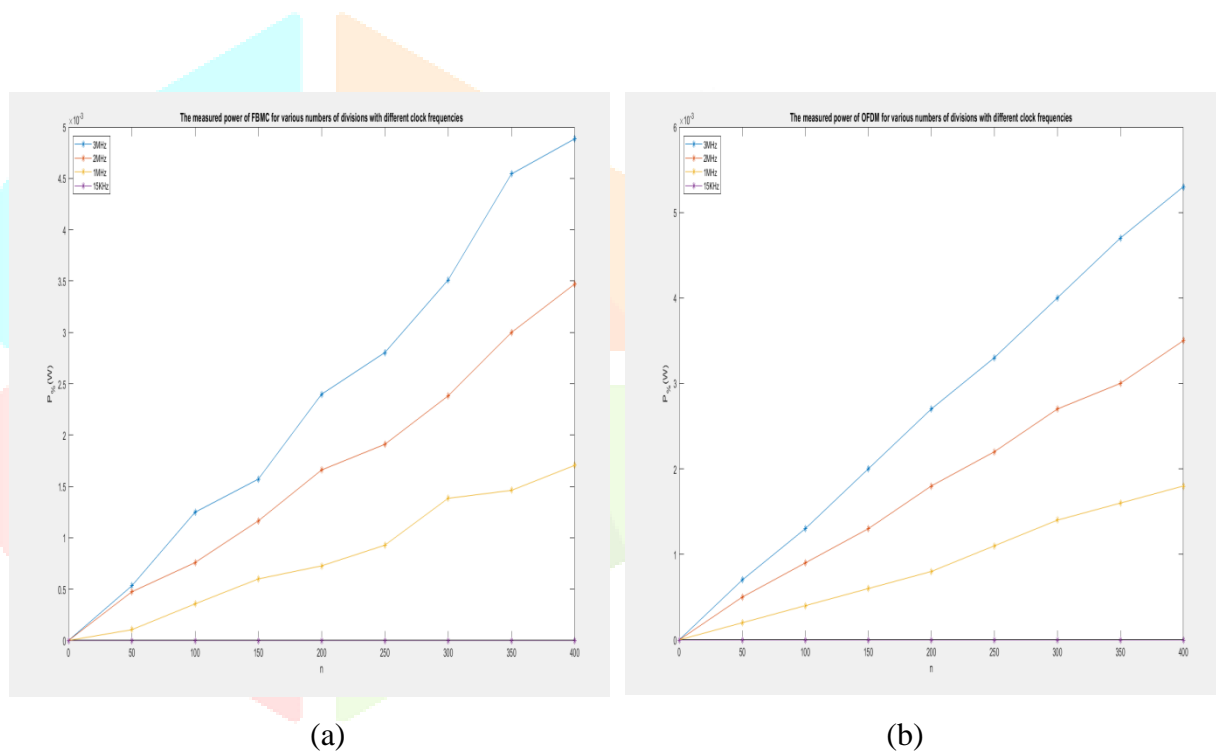 The measured power of FBMC for various numbers of divisions with different clock frequencies
×10⁻³
5
4.5
4
3.5
3
2.5
2
1.5
1
0.5
0
3MHz
2MHz
1MHz
15KHz
P_%(W)
0 50 100 150 200 250 300 350 400
n
(a)
The measured power of OFDM for various numbers of divisions with different clock frequencies
×10⁻³
6
5
4
3
2
1
0
3MHz
2MHz
1MHz
15KHz
P_%(W)
0 50 100 150 200 250 300 350 400
n
(b)